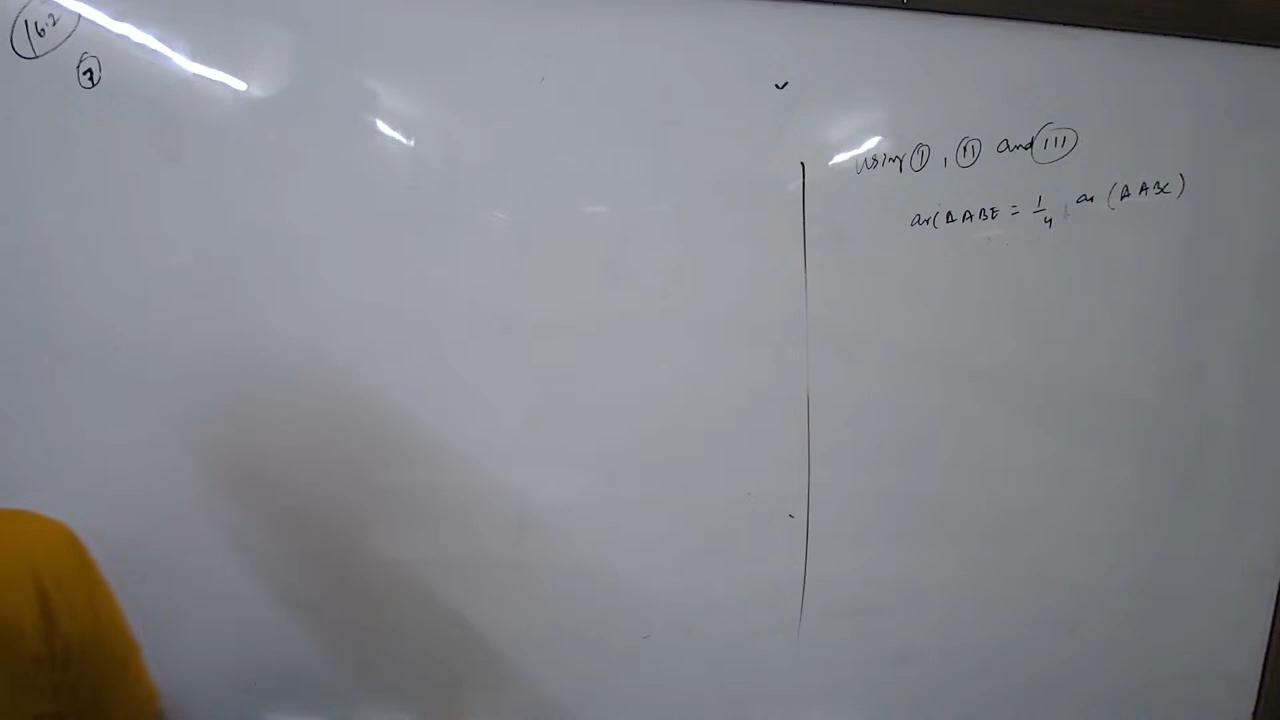 16.2
7
using I, II and III
ar(ΔABE = 1/4 ar (ΔABC)